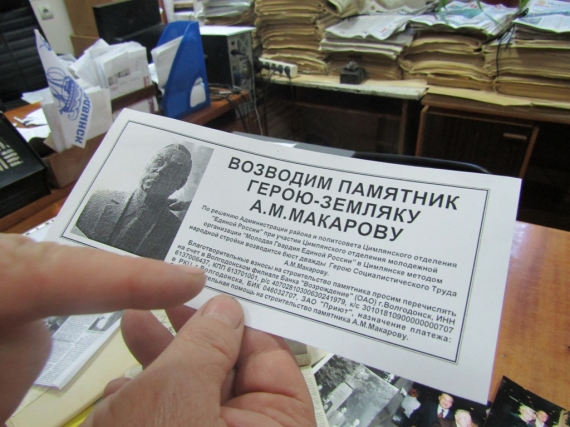 ВОЗВОДИМ ПАМЯТНИК
ГЕРОЮ-ЗЕМЛЯКУ
А.М.МАКАРОВУ
По решению Администрации района и политсовета Цимлянского отделения
"Единой России" при участии Цимлянского отделения молодежной
организации "Молодая Гвардия Единой России" в Цимлянске методом
народной стройки возводится бюст дважды Герою Социалистического Труда
А.М.Макарову.
Благотворительные взносы на строительство памятника просим перечислить
на счет в Волгодонском филиале Банка "Возрождение" (ОАО) г.Волгодонск, ИНН
6137006437, КПП 613701001, р/с 40702810300630241979, к/с 30101810900000000707
в РКЦ г.Волгодонска, БИК 046032707, ЗАО "Приют", назначение платежа:
помощь на строительство памятника А.М.Макарову.